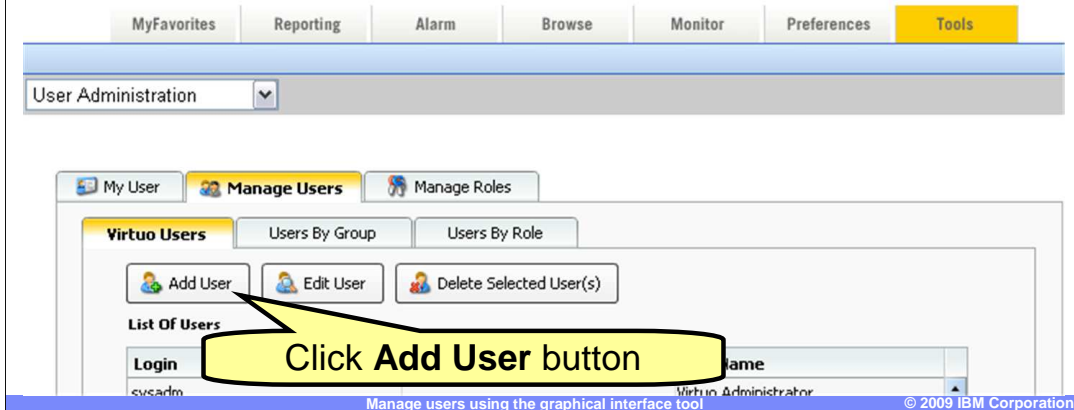 MyFavorites Reporting Alarm Browse Monitor Preferences Tools
User Administration
My User Manage Users Manage Roles
Virtuo Users Users By Group Users By Role
Add User Edit User Delete Selected User(s)
List Of Users
Click Add User button
Login Name
sysadm Virtuo Administrator
Manage users using the graphical interface tool © 2009 IBM Corporation